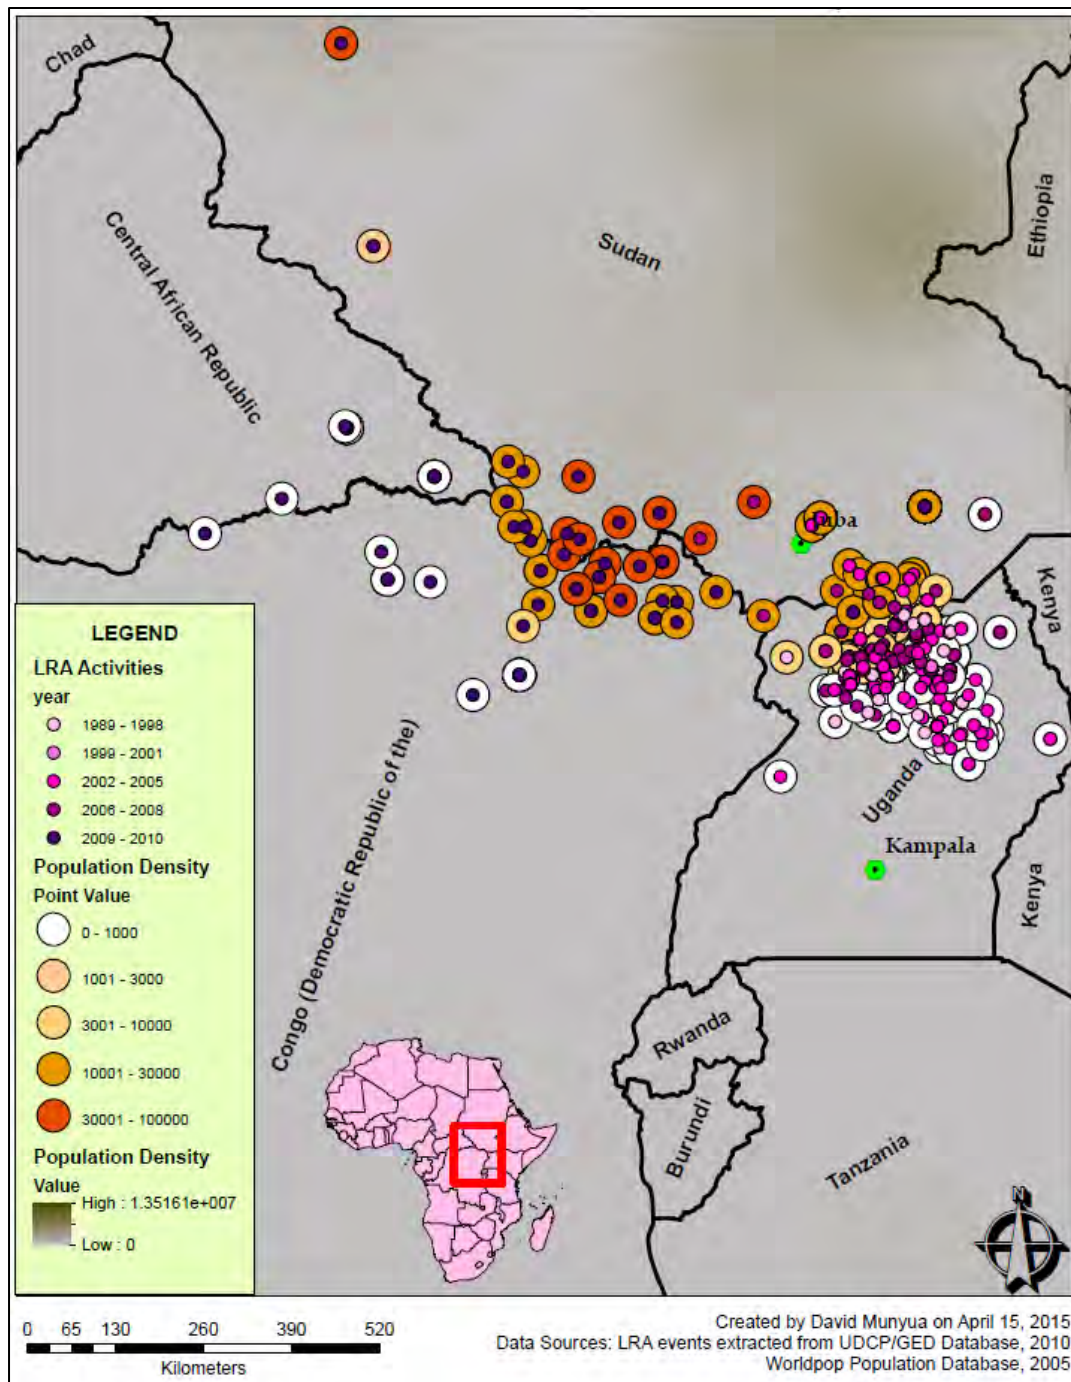 Chad
Central African Republic
Sudan
Ethiopia
Juba
Kenya
Uganda
Kampala
Kenya
Congo (Democratic Republic of the)
Rwanda
Burundi
Tanzania
N
LEGEND
LRA Activities
year
1989 - 1998
1999 - 2001
2002 - 2005
2006 - 2008
2009 - 2010
Population Density
Point Value
0 - 1000
1001 - 3000
3001 - 10000
10001 - 30000
30001 - 100000
Population Density
Value
High : 1.35161e+007
Low : 0
0 65 130 260 390 520
Kilometers
Created by David Munyua on April 15, 2015
Data Sources: LRA events extracted from UDCP/GED Database, 2010
Worldpop Population Database, 2005